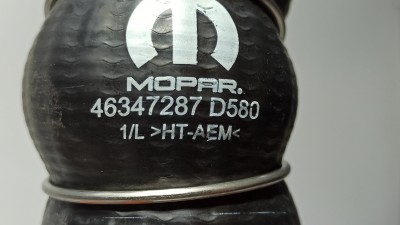 MOPAR®
46347287 D580
1/L >HT-AEM<